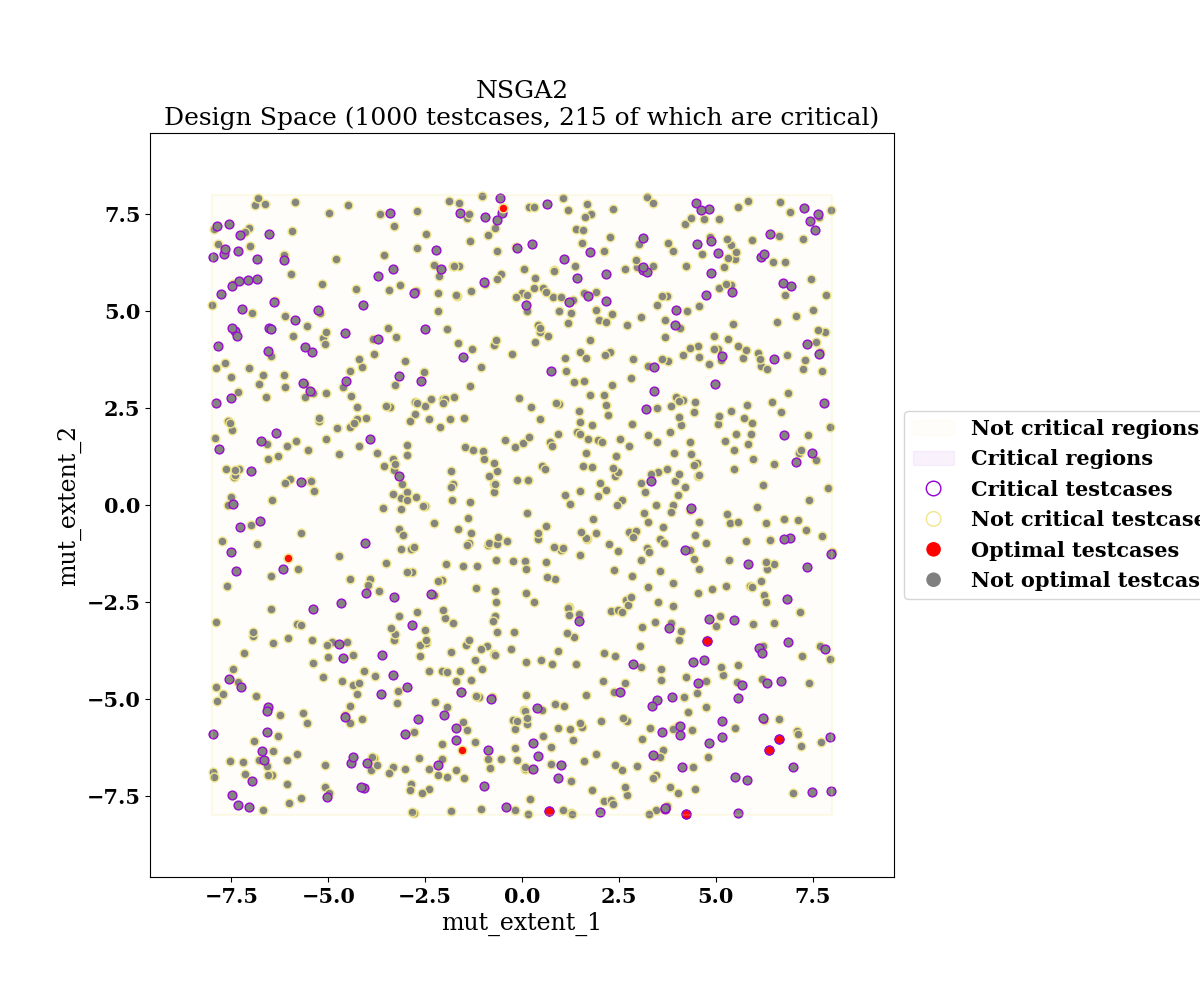 NSGA2
Design Space (1000 testcases, 215 of which are critical)
mut_extent_2
7.5
5.0
2.5
0.0
−2.5
−5.0
−7.5
−7.5
−5.0
−2.5
0.0
2.5
5.0
7.5
mut_extent_1
Not critical regions
Critical regions
Critical testcases
Not critical testcase
Optimal testcases
Not optimal testcas